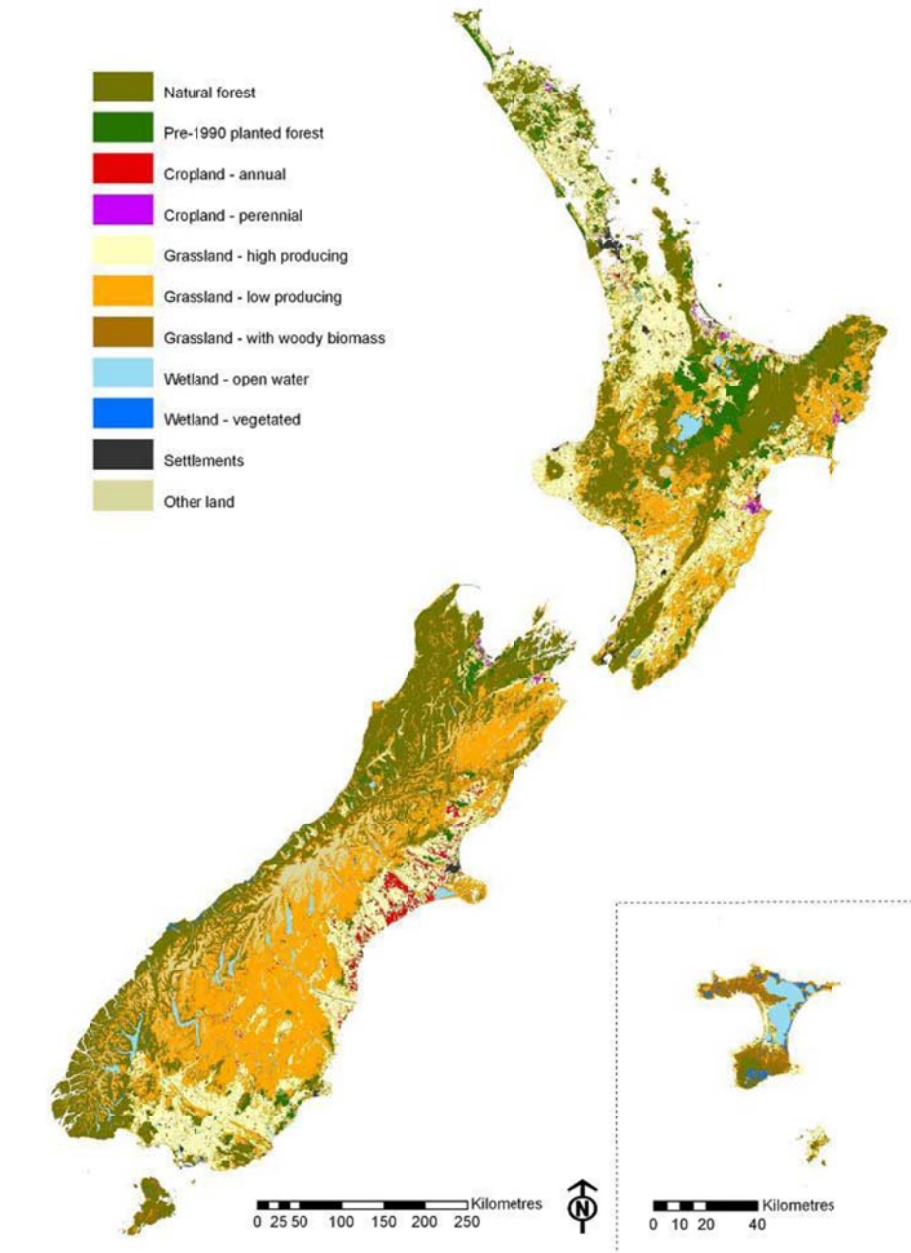 Natural forest
Pre-1990 planted forest
Cropland - annual
Cropland - perennial
Grassland - high producing
Grassland - low producing
Grassland - with woody biomass
Wetland - open water
Wetland - vegetated
Settlements
Other land
Kilometres
0 25 50 100 150 200 250
N
Kilometres
0 10 20 40